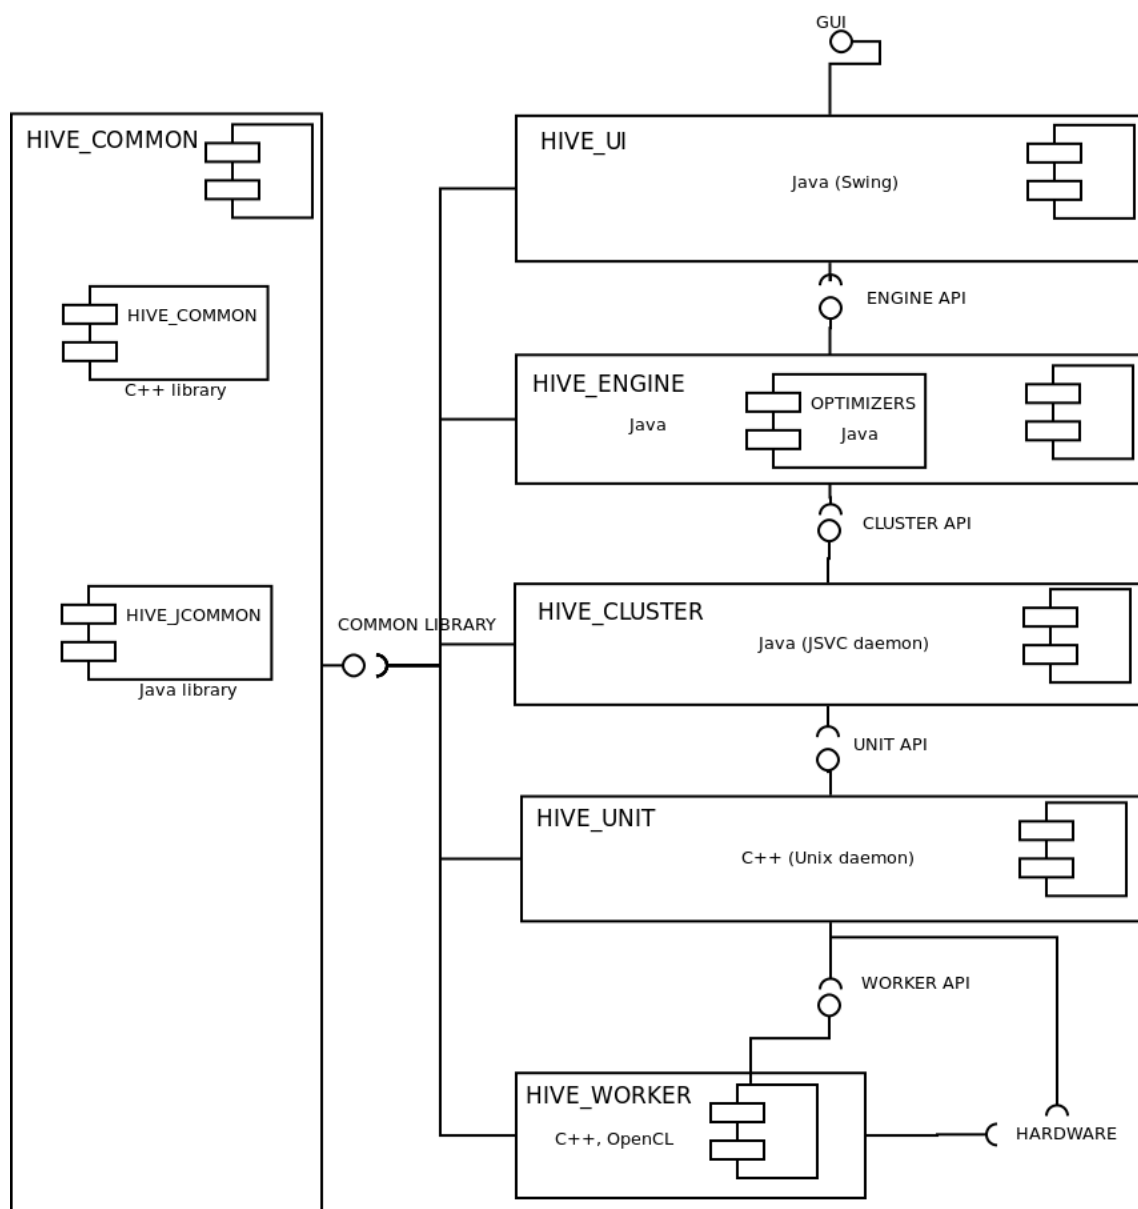 GUI
HIVE_COMMON
HIVE_COMMON
C++ library
HIVE_JCOMMON
Java library
COMMON LIBRARY
HIVE_UI
Java (Swing)
ENGINE API
HIVE_ENGINE
Java
OPTIMIZERS
Java
CLUSTER API
HIVE_CLUSTER
Java (JSVC daemon)
UNIT API
HIVE_UNIT
C++ (Unix daemon)
WORKER API
HIVE_WORKER
C++, OpenCL
HARDWARE